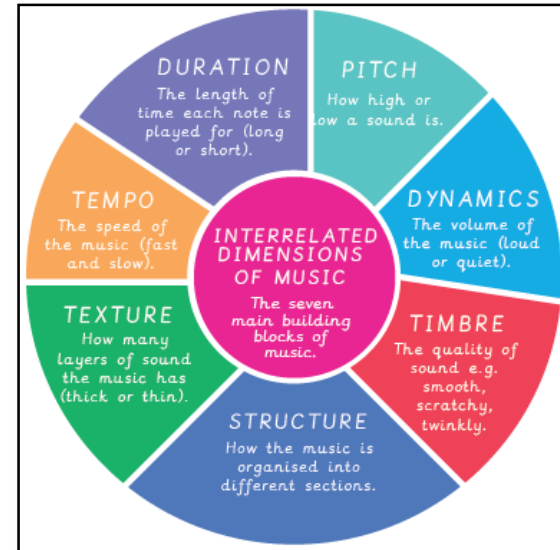 DURATION
The length of
time each note is
played for (long
or short).
PITCH
How high or
low a sound is.
DYNAMICS
The volume of
the music (loud
or quiet).
TIMBRE
The quality of
sound e.g.
smooth,
scratchy,
twinkly.
STRUCTURE
How the music is
organised into
different sections.
TEXTURE
How many
layers of sound
the music has
(thick or thin).
TEMPO
The speed of
the music (fast
and slow).
INTERRELATED
DIMENSIONS
OF MUSIC
The seven
main building
blocks of
music.